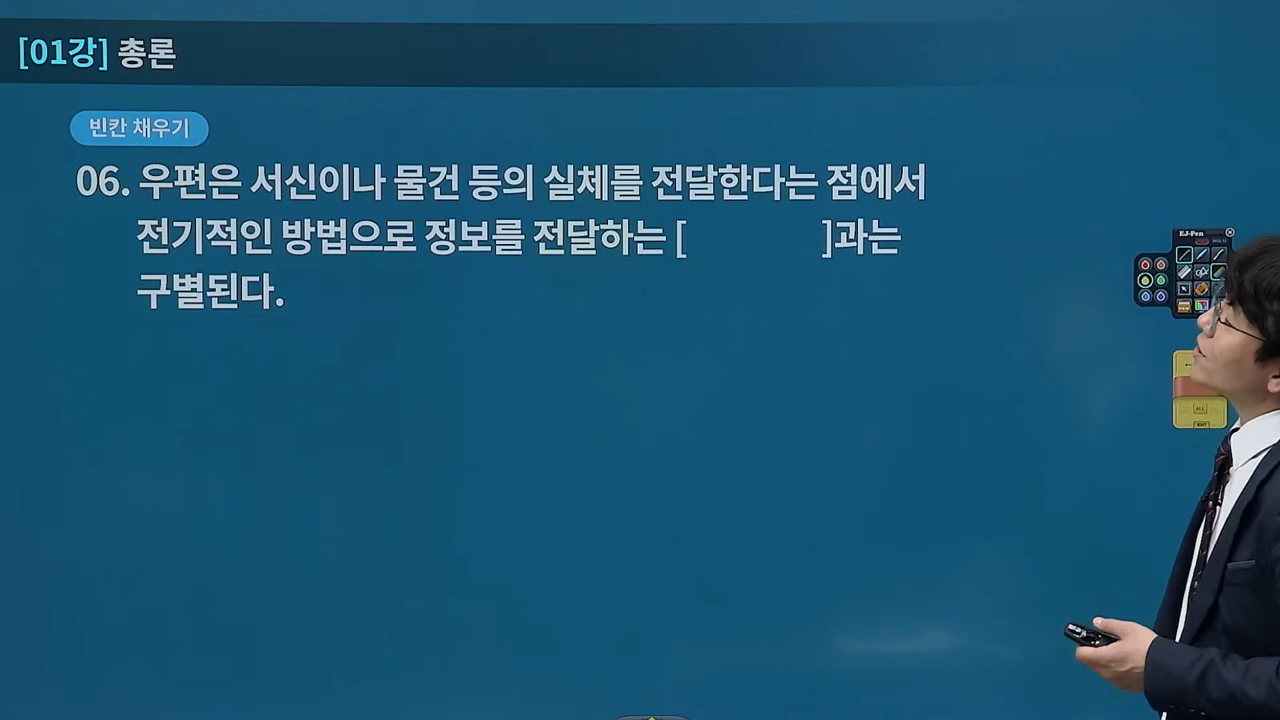 [01강] 총론
빈칸 채우기
06. 우편은 서신이나 물건 등의 실체를 전달한다는 점에서
전기적인 방법으로 정보를 전달하는 [ ]과는
구별된다.
EJ-Pen
ALL